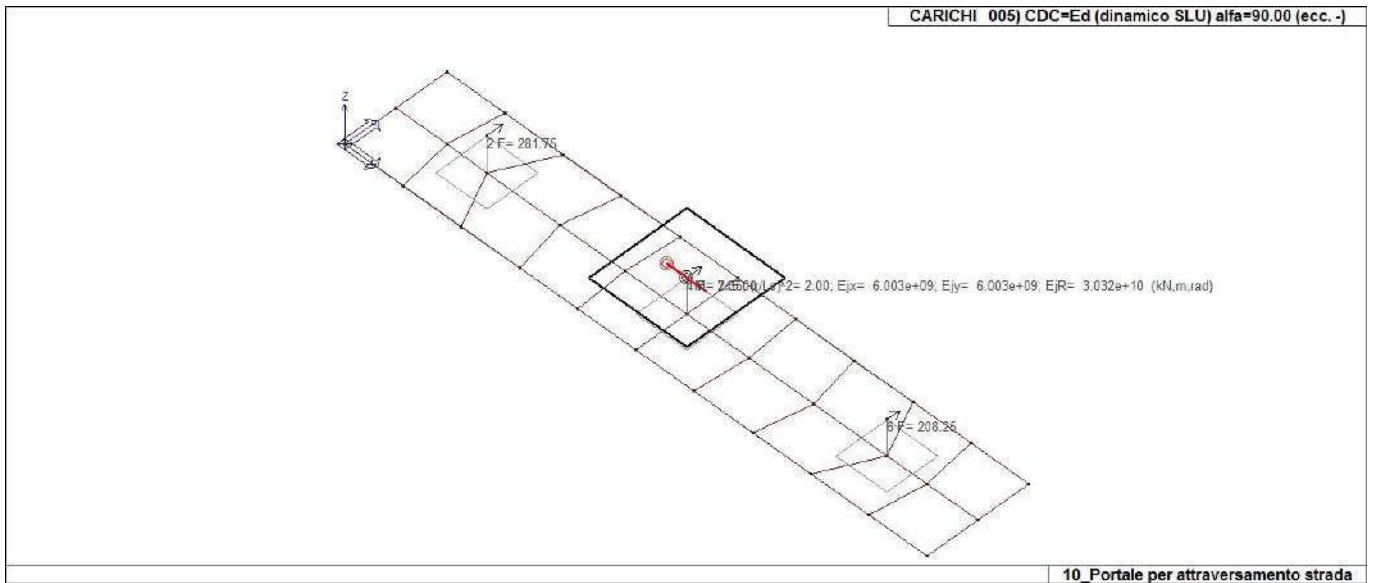 CARICHI 005) CDC=Ed (dinamico SLU) alfa=90.00 (ecc. -)
Z
2 F= 281.75
2= 2.00; Ejx= 6.003e+09; Ejy= 6.003e+09; EjR= 3.032e+10 (kN,m,rad)
6 F= 208.25
10_Portale per attraversamento strada